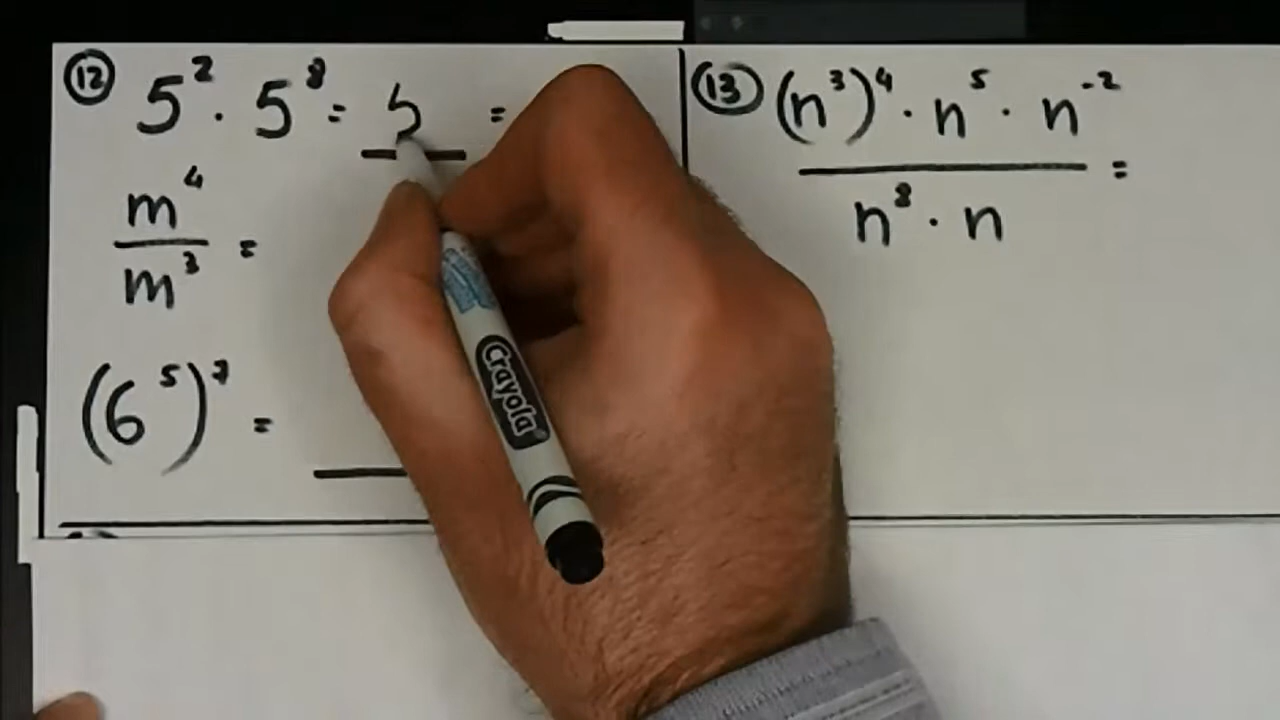 ⑫ 5² · 5⁸ = 5 =
m⁴
m³ =
(6⁵)⁷ =
⑬ (n³)⁴ · n⁵ · n⁻²
n⁸ · n =
Crayola